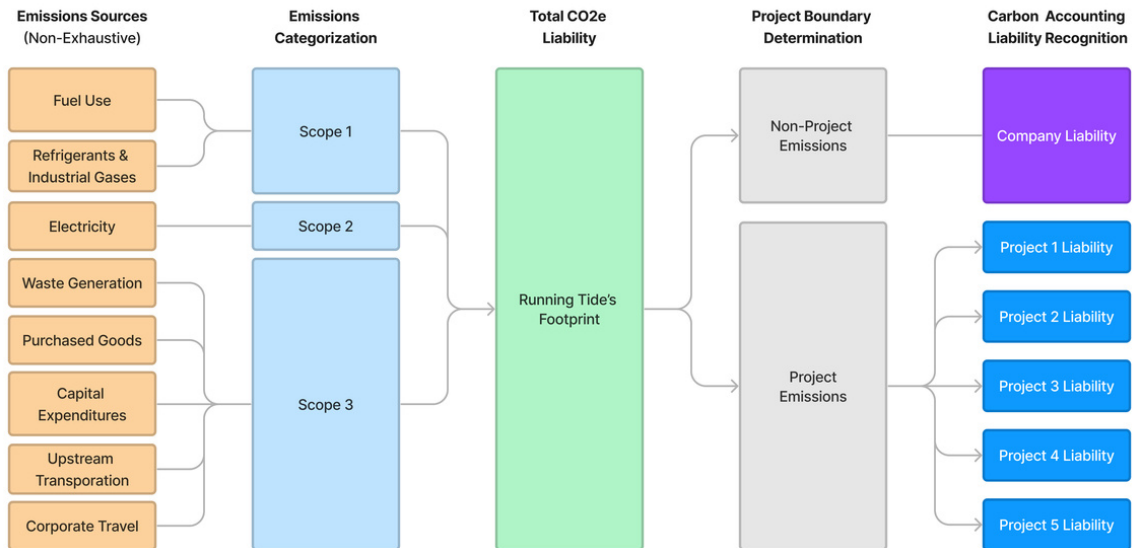 Emissions Sources
(Non-Exhaustive)
Emissions
Categorization
Total CO2e
Liability
Project Boundary
Determination
Carbon Accounting
Liability Recognition
Fuel Use
Refrigerants &
Industrial Gases
Electricity
Waste Generation
Purchased Goods
Capital
Expenditures
Upstream
Transporation
Corporate Travel
Scope 1
Scope 2
Scope 3
Running Tide's
Footprint
Non-Project
Emissions
Project
Emissions
Company Liability
Project 1 Liability
Project 2 Liability
Project 3 Liability
Project 4 Liability
Project 5 Liability